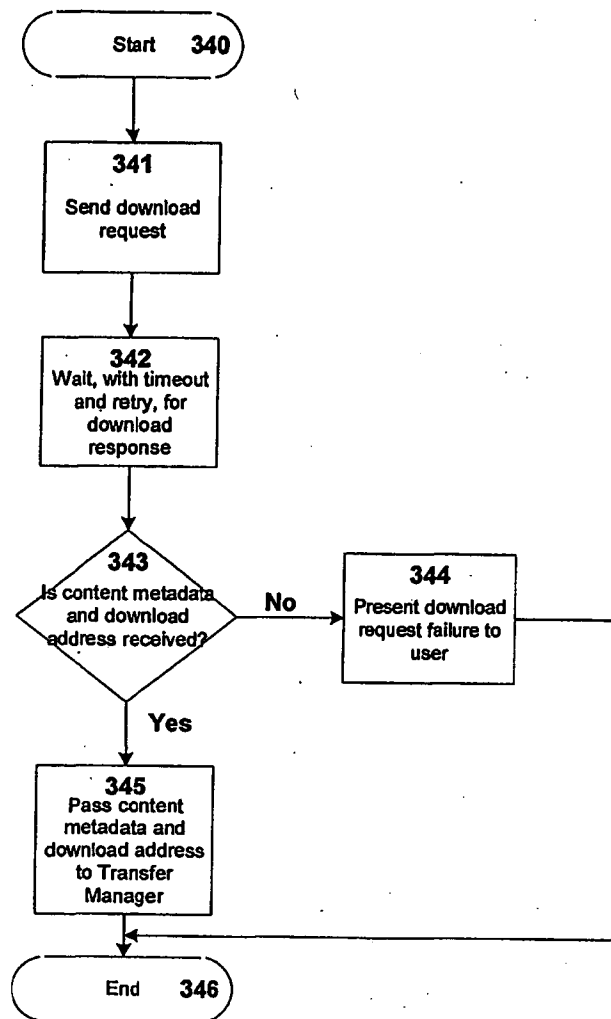 Start 340
341
Send download
request
342
Wait, with timeout
and retry, for
download
response
343
Is content metadata
and download
address received?
No
344
Present download
request failure to
user
Yes
345
Pass content
metadata and
download address
to Transfer
Manager
End 346